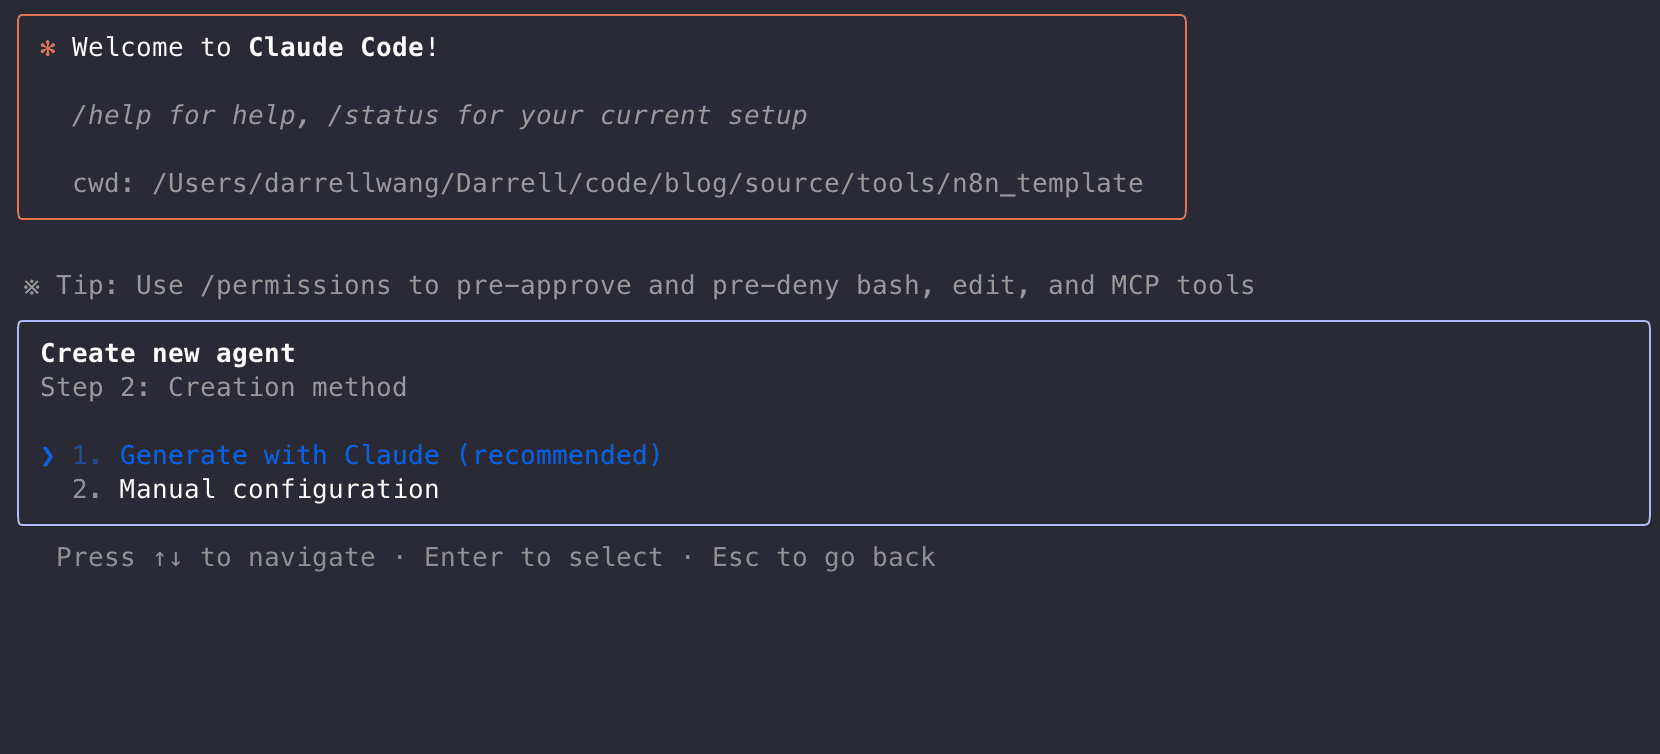 ✻ Welcome to Claude Code!
/help for help, /status for your current setup
cwd: /Users/darrellwang/Darrell/code/blog/source/tools/n8n_template
※ Tip: Use /permissions to pre-approve and pre-deny bash, edit, and MCP tools
Create new agent
Step 2: Creation method
❯ 1. Generate with Claude (recommended)
2. Manual configuration
Press ↑↓ to navigate · Enter to select · Esc to go back